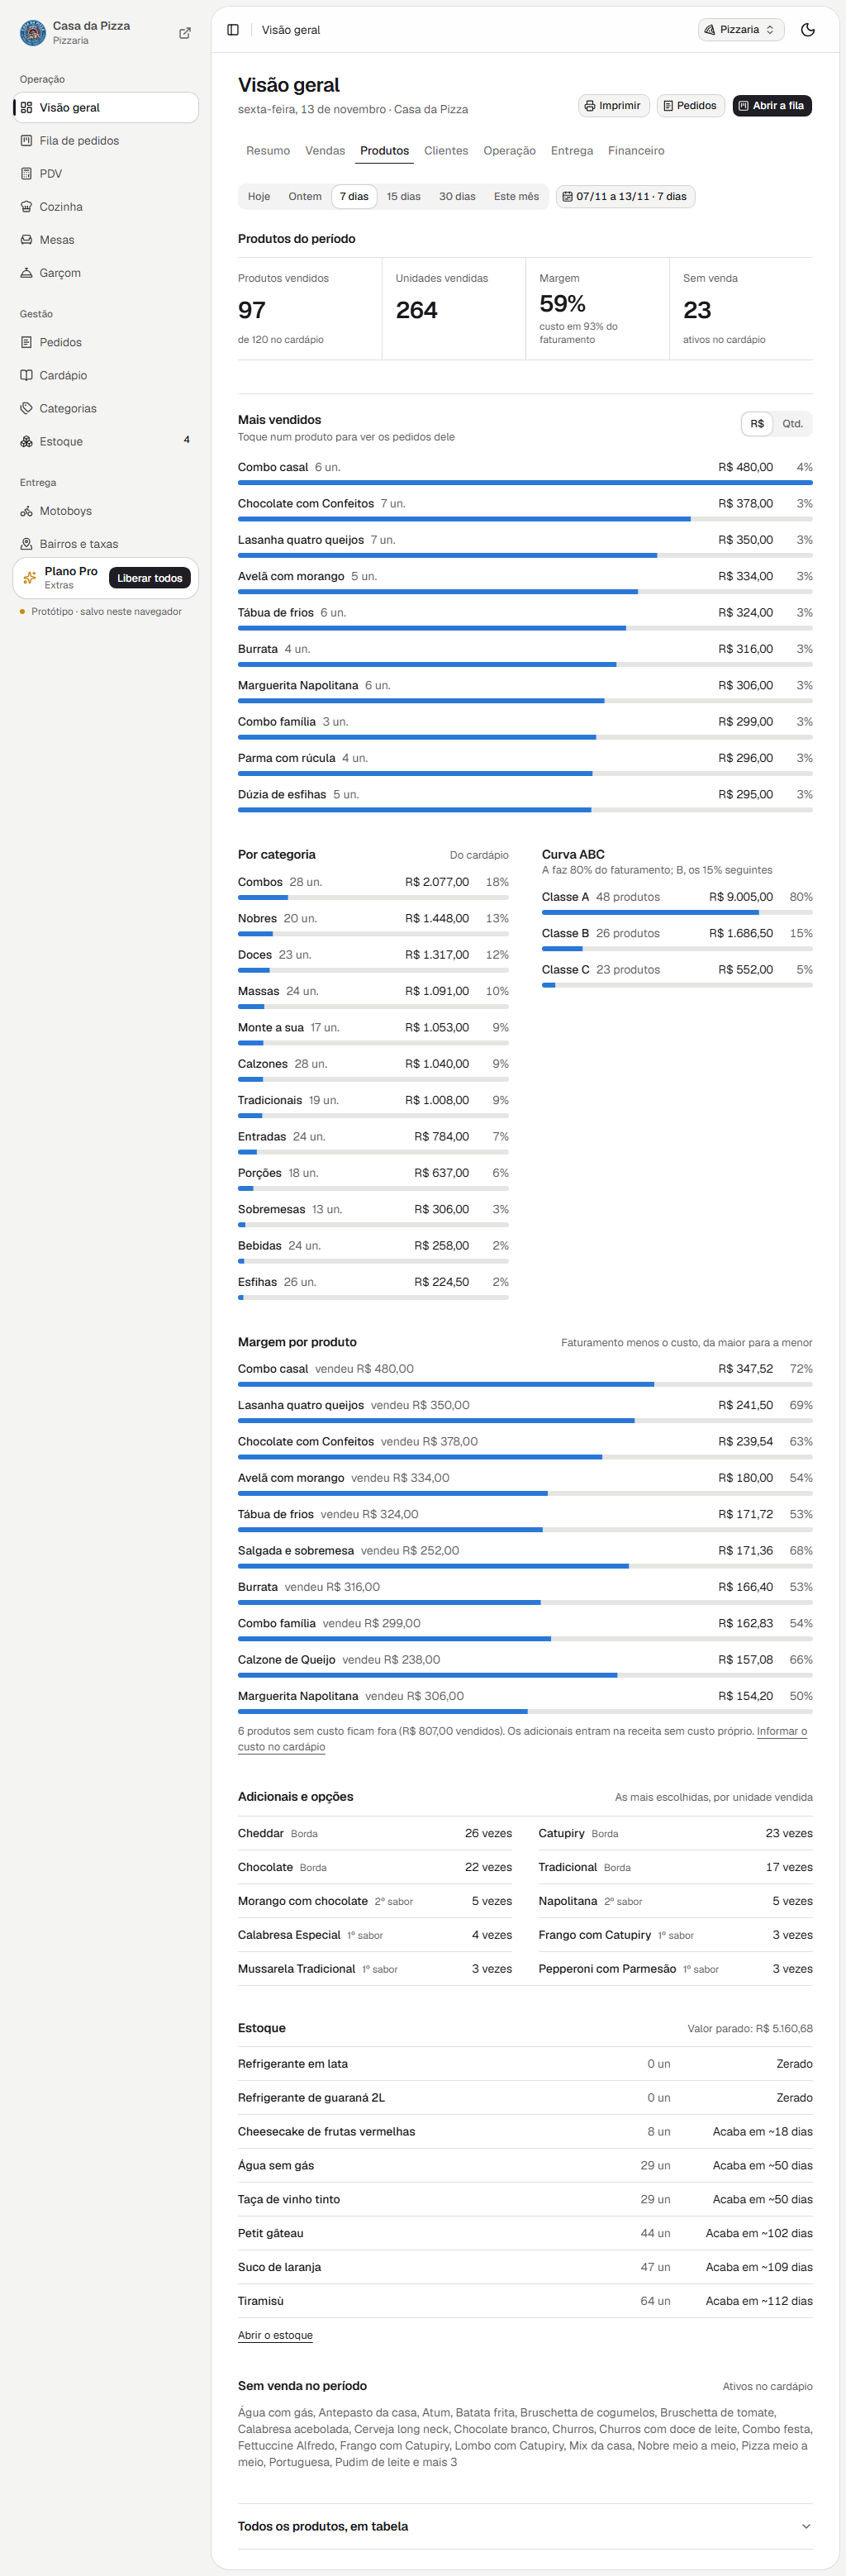 Casa da Pizza
Pizzaria
Operação
Visão geral
Fila de pedidos
PDV
Cozinha
Mesas
Garçom
Gestão
Pedidos
Cardápio
Categorias
Estoque 4
Entrega
Motoboys
Bairros e taxas
Plano Pro
Extras
Liberar todos
Protótipo · salvo neste navegador
Visão geral
Pizzaria
Visão geral
sexta-feira, 13 de novembro · Casa da Pizza
Imprimir Pedidos Abrir a fila
Resumo Vendas Produtos Clientes Operação Entrega Financeiro
Hoje Ontem 7 dias 15 dias 30 dias Este mês 07/11 a 13/11 · 7 dias
Produtos do período
Produtos vendidos
97
de 120 no cardápio
Unidades vendidas
264
Margem
59%
custo em 93% do
faturamento
Sem venda
23
ativos no cardápio
Mais vendidos
Toque num produto para ver os pedidos dele
R$ Qtd.
Combo casal 6 un. R$ 480,00 4%
Chocolate com Confeitos 7 un. R$ 378,00 3%
Lasanha quatro queijos 7 un. R$ 350,00 3%
Avelã com morango 5 un. R$ 334,00 3%
Tábua de frios 6 un. R$ 324,00 3%
Burrata 4 un. R$ 316,00 3%
Marguerita Napolitana 6 un. R$ 306,00 3%
Combo família 3 un. R$ 299,00 3%
Parma com rúcula 4 un. R$ 296,00 3%
Dúzia de esfihas 5 un. R$ 295,00 3%
Por categoria Do cardápio
Combos 28 un. R$ 2.077,00 18%
Nobres 20 un. R$ 1.448,00 13%
Doces 23 un. R$ 1.317,00 12%
Massas 24 un. R$ 1.091,00 10%
Monte a sua 17 un. R$ 1.053,00 9%
Calzones 28 un. R$ 1.040,00 9%
Tradicionais 19 un. R$ 1.008,00 9%
Entradas 24 un. R$ 784,00 7%
Porções 18 un. R$ 637,00 6%
Sobremesas 13 un. R$ 306,00 3%
Bebidas 24 un. R$ 258,00 2%
Esfihas 26 un. R$ 224,50 2%
Curva ABC
A faz 80% do faturamento; B, os 15% seguintes
Classe A 48 produtos R$ 9.005,00 80%
Classe B 26 produtos R$ 1.686,50 15%
Classe C 23 produtos R$ 552,00 5%
Margem por produto Faturamento menos o custo, da maior para a menor
Combo casal vendeu R$ 480,00 R$ 347,52 72%
Lasanha quatro queijos vendeu R$ 350,00 R$ 241,50 69%
Chocolate com Confeitos vendeu R$ 378,00 R$ 239,54 63%
Avelã com morango vendeu R$ 334,00 R$ 180,00 54%
Tábua de frios vendeu R$ 324,00 R$ 171,72 53%
Salgada e sobremesa vendeu R$ 252,00 R$ 171,36 68%
Burrata vendeu R$ 316,00 R$ 166,40 53%
Combo família vendeu R$ 299,00 R$ 162,83 54%
Calzone de Queijo vendeu R$ 238,00 R$ 157,08 66%
Marguerita Napolitana vendeu R$ 306,00 R$ 154,20 50%
6 produtos sem custo ficam fora (R$ 807,00 vendidos). Os adicionais entram na receita sem custo próprio. Informar o
custo no cardápio
Adicionais e opções As mais escolhidas, por unidade vendida
Cheddar Borda 26 vezes Catupiry Borda 23 vezes
Chocolate Borda 22 vezes Tradicional Borda 17 vezes
Morango com chocolate 2º sabor 5 vezes Napolitana 2º sabor 5 vezes
Calabresa Especial 1º sabor 4 vezes Frango com Catupiry 1º sabor 3 vezes
Mussarela Tradicional 1º sabor 3 vezes Pepperoni com Parmesão 1º sabor 3 vezes
Estoque Valor parado: R$ 5.160,68
Refrigerante em lata 0 un Zerado
Refrigerante de guaraná 2L 0 un Zerado
Cheesecake de frutas vermelhas 8 un Acaba em ~18 dias
Água sem gás 29 un Acaba em ~50 dias
Taça de vinho tinto 29 un Acaba em ~50 dias
Petit gâteau 44 un Acaba em ~102 dias
Suco de laranja 47 un Acaba em ~109 dias
Tiramisù 64 un Acaba em ~112 dias
Abrir o estoque
Sem venda no período Ativos no cardápio
Água com gás, Antepasto da casa, Atum, Batata frita, Bruschetta de cogumelos, Bruschetta de tomate,
Calabresa acebolada, Cerveja long neck, Chocolate branco, Churros, Churros com doce de leite, Combo festa,
Fettuccine Alfredo, Frango com Catupiry, Lombo com Catupiry, Mix da casa, Nobre meio a meio, Pizza meio a
meio, Portuguesa, Pudim de leite e mais 3
Todos os produtos, em tabela